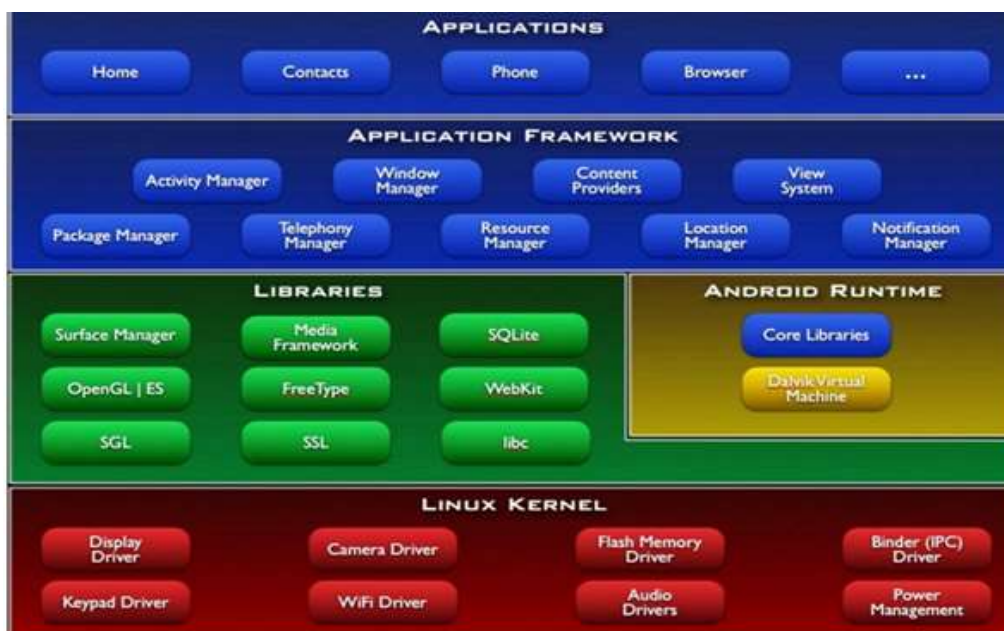 APPLICATIONS
Home
Contacts
Phone
Browser
...
APPLICATION FRAMEWORK
Activity Manager
Window
Manager
Content
Providers
View
System
Package Manager
Telephony
Manager
Resource
Manager
Location
Manager
Notification
Manager
LIBRARIES
Surface Manager
Media
Framework
SQLite
OpenGL | ES
FreeType
WebKit
SGL
SSL
libc
ANDROID RUNTIME
Core Libraries
Dalvik Virtual
Machine
LINUX KERNEL
Display
Driver
Camera Driver
Flash Memory
Driver
Binder (IPC)
Driver
Keypad Driver
WiFi Driver
Audio
Drivers
Power
Management